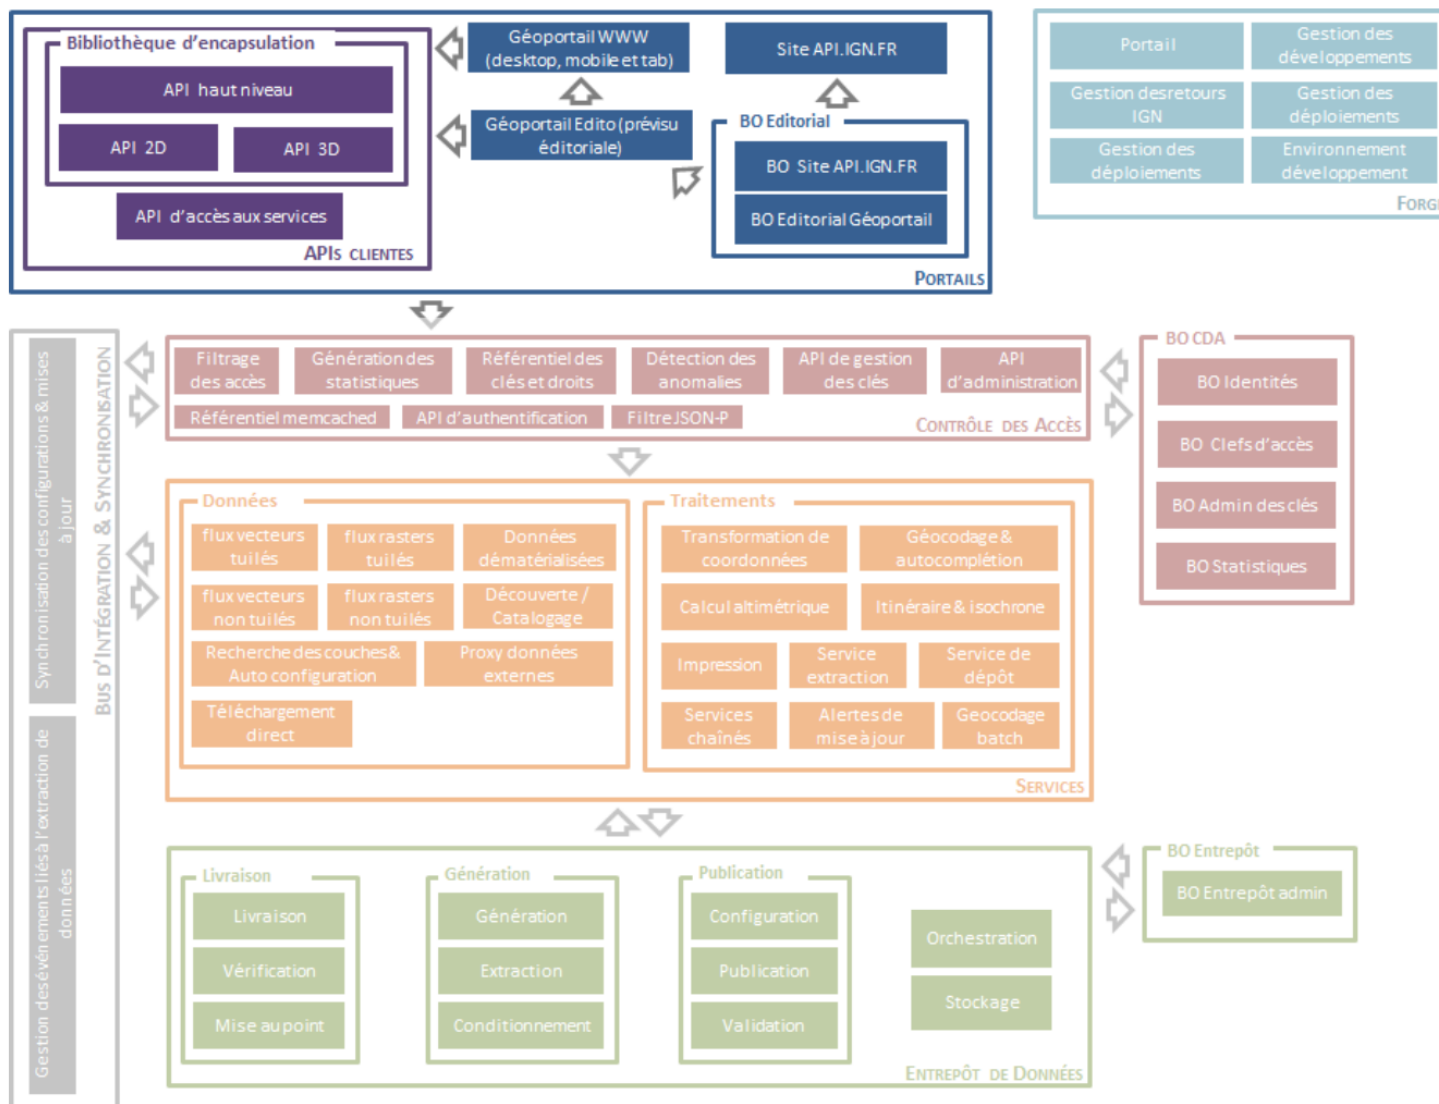 Bibliothèque d'encapsulation
API haut niveau
API 2D
API 3D
API d'accès aux services
APIS CLIENTES
Géoportail WWW
(desktop, mobile et tab)
Géoportail Edito (prévisu
éditoriale)
Site API.IGN.FR
BO Editorial
BO Site API.IGN.FR
BO Editorial Géoportail
PORTAILS
Portail
Gestion des
développements
Gestion desretours
IGN
Gestion des
déploiements
Gestion des
déploiements
Environnement
développement
FORGE
Synchronisation des configurations & mises
à jour
Gestion des événements liés à l'extraction de
données
BUS D'INTÉGRATION & SYNCHRONISATION
Filtrage
des accès
Génération des
statistiques
Référentiel des
clés et droits
Détection des
anomalies
API de gestion
des clés
API
d'administration
Référentiel memcached
API d'authentification
Filtre JSON-P
CONTRÔLE DES ACCÈS
BO CDA
BO Identités
BO Clefs d'accès
BO Admin des clés
BO Statistiques
Données
flux vecteurs
tuilés
flux rasters
tuilés
Données
dématérialisées
flux vecteurs
non tuilés
flux rasters
non tuilés
Découverte /
Catalogage
Recherche des couches &
Auto configuration
Proxy données
externes
Téléchargement
direct
Traitements
Transformation de
coordonnées
Géocodage &
autocomplétion
Calcul altimétrique
Itinéraire & isochrone
Impression
Service
extraction
Service de
dépôt
Services
chaînés
Alertes de
mise à jour
Geocodage
batch
SERVICES
Livraison
Livraison
Vérification
Mise au point
Génération
Génération
Extraction
Conditionnement
Publication
Configuration
Publication
Validation
Orchestration
Stockage
ENTREPÔT DE DONNÉES
BO Entrepôt
BO Entrepôt admin